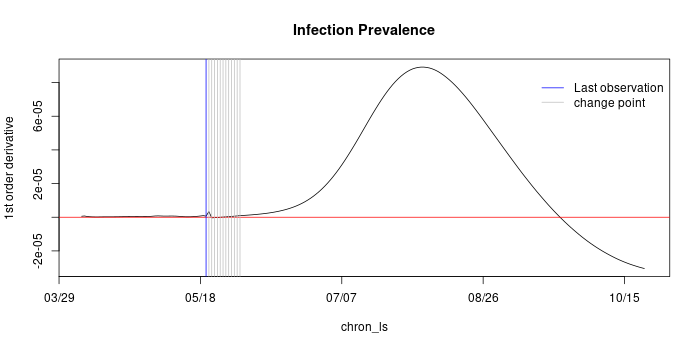 Infection Prevalence
1st order derivative
6e-05
2e-05
-2e-05
Last observation
change point
03/29
05/18
07/07
08/26
10/15
chron_ls